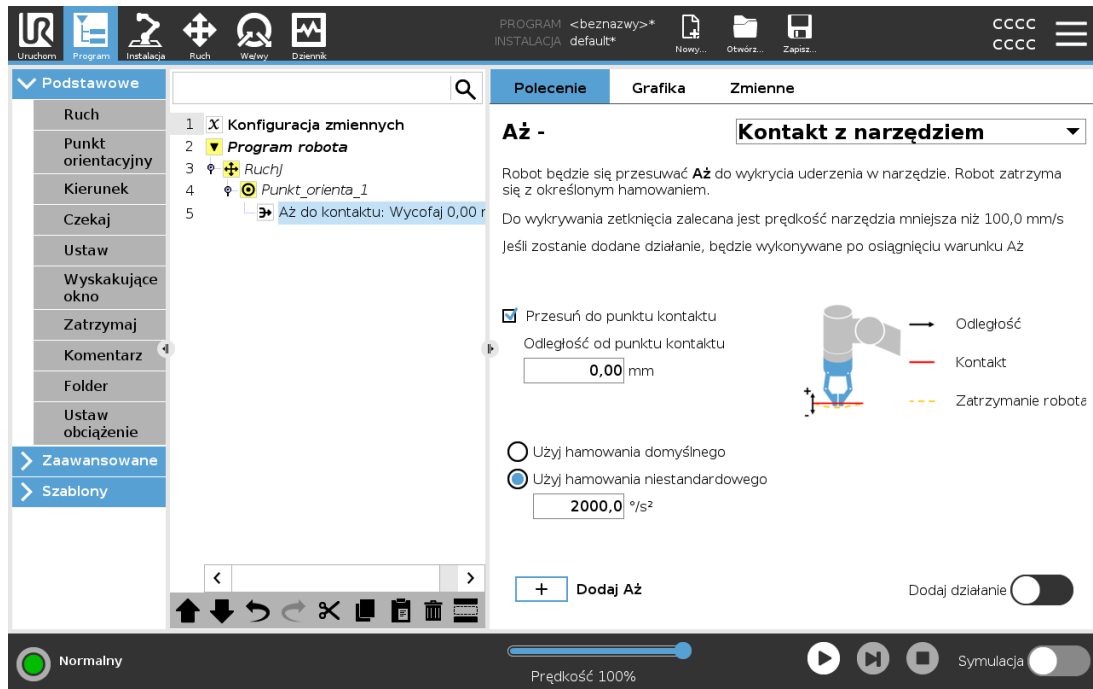 UR
Uruchom
Program
Instalacja
Ruch
We/wy
Dziennik
PROGRAM <beznazwy>*
INSTALACJA default*
Nowy...
Otwórz...
Zapisz...
CCCC
CCCC
Podstawowe
Ruch
Punkt
orientacyjny
Kierunek
Czekaj
Ustaw
Wyskakujące
okno
Zatrzymaj
Komentarz
Folder
Ustaw
obciążenie
Zaawansowane
Szablony
1 X Konfiguracja zmiennych
2 Program robota
3 RuchJ
4 Punkt_orienta_1
5 Aż do kontaktu: Wycofaj 0,00
Polecenie Grafika Zmienne
Aż - Kontakt z narzędziem
Robot będzie się przesuwać Aż do wykrycia uderzenia w narzędzie. Robot zatrzyma
się z określonym hamowaniem.
Do wykrywania zetknięcia zalecana jest prędkość narzędzia mniejsza niż 100,0 mm/s
Jeśli zostanie dodane działanie, będzie wykonywane po osiągnięciu warunku Aż
Przesuń do punktu kontaktu
Odległość od punktu kontaktu
0,00 mm
+
-
Odległość
Kontakt
Zatrzymanie robota
Użyj hamowania domyślnego
Użyj hamowania niestandardowego
2000,0 °/s²
+ Dodaj Aż
Dodaj działanie
Normalny
Prędkość 100%
Symulacja